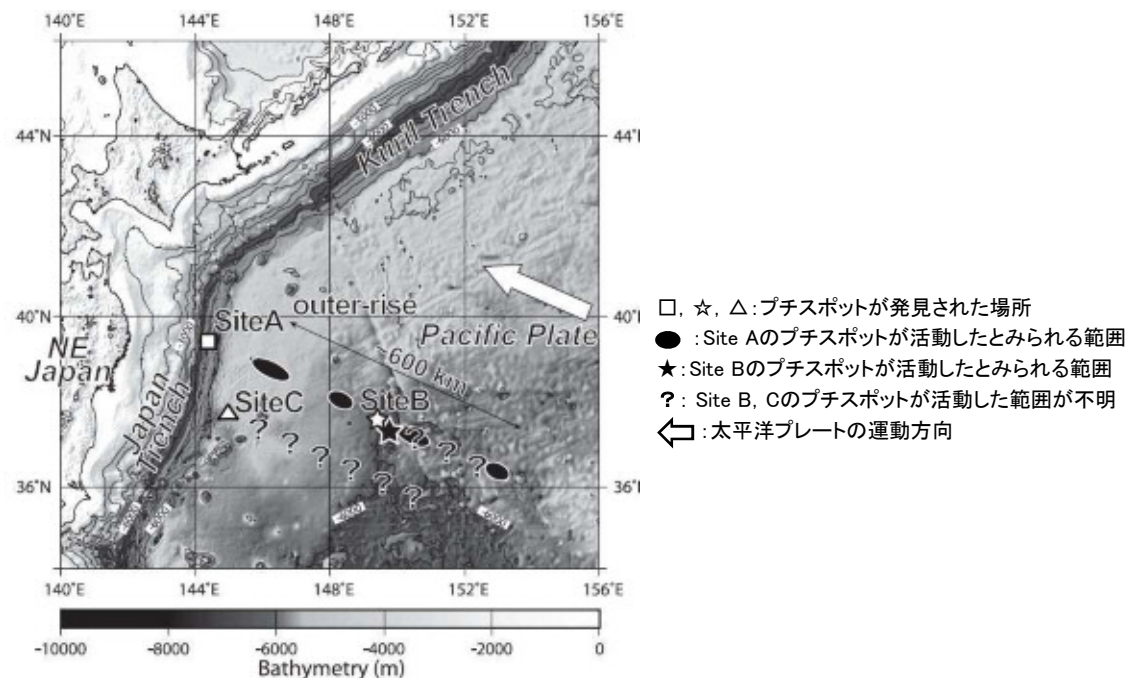 140°E 144°E 148°E 152°E 156°E
44°N
40°N
36°N
Kuril Trench
outer-rise
Pacific Plate
~600 km
SiteA
NE
Japan
SiteC
SiteB
Japan
Trench
? ? ? ? ? ? ? ? ?
-6000
-6000
140°E 144°E 148°E 152°E 156°E
-10000 -8000 -6000 -4000 -2000 0
Bathymetry (m)
□, ☆, △:プチスポットが発見された場所
●:Site Aのプチスポットが活動したとみられる範囲
★:Site Bのプチスポットが活動したとみられる範囲
?: Site B, Cのプチスポットが活動した範囲が不明
⇦:太平洋プレートの運動方向